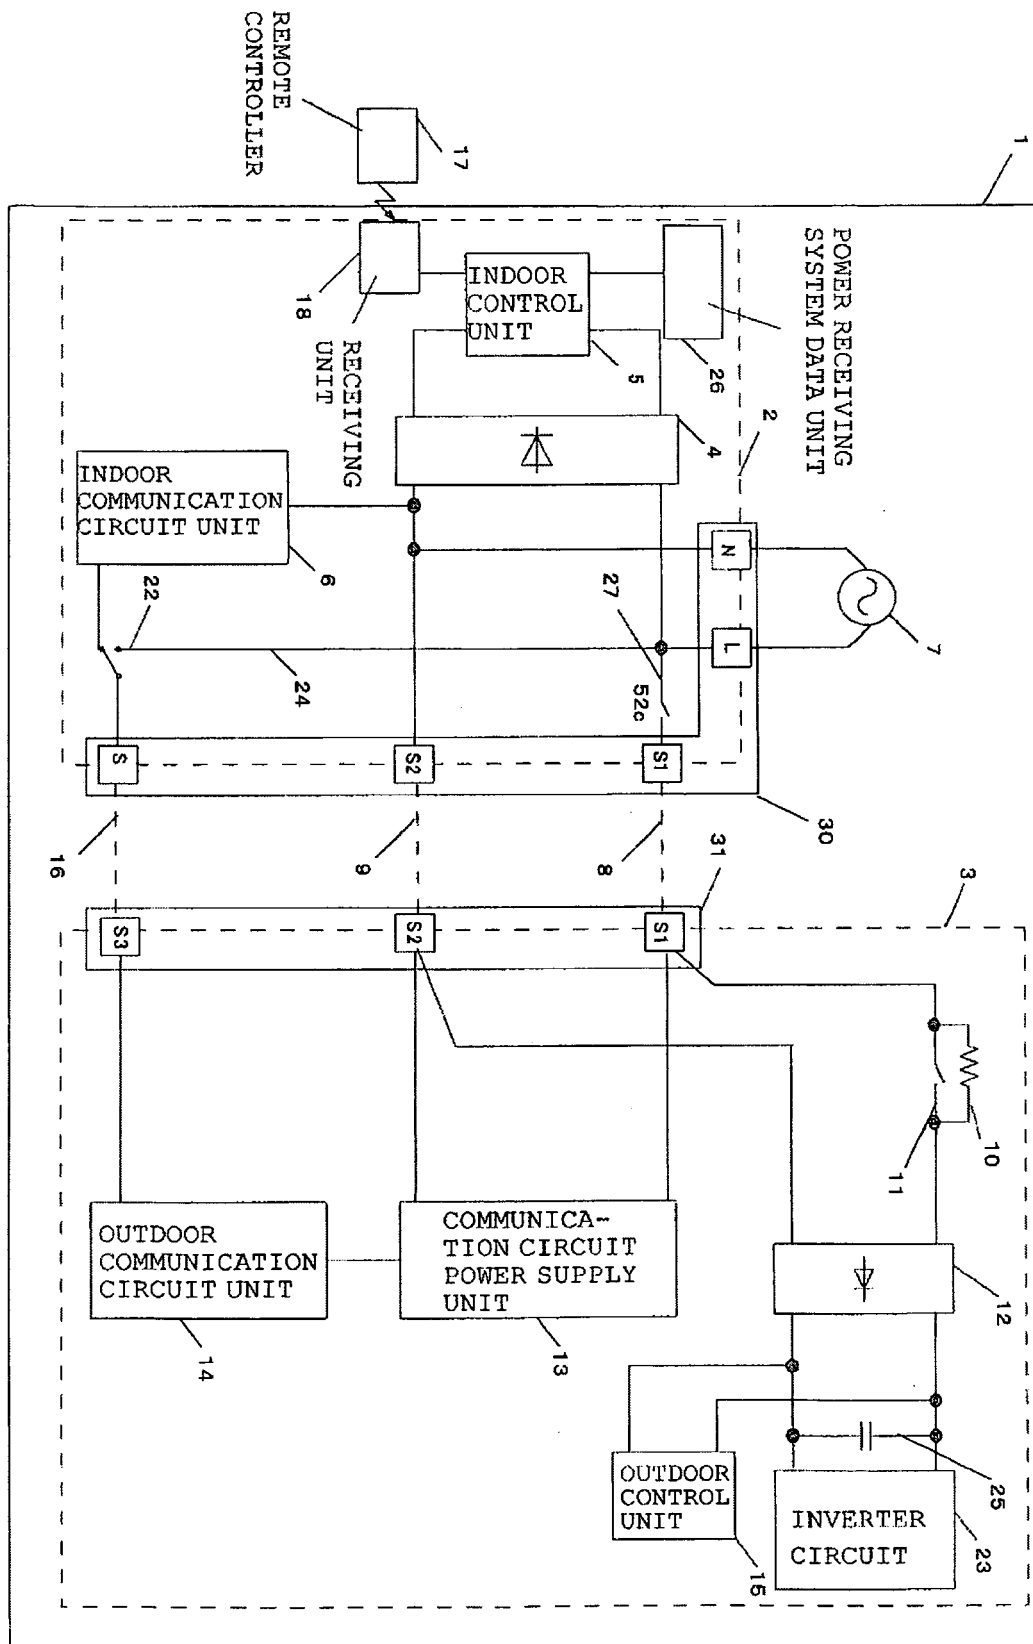 REMOTE
CONTROLLER
17
1
18
RECEIVING
UNIT
INDOOR
CONTROL
UNIT
5
26
POWER RECEIVING
SYSTEM DATA UNIT
2
4
INDOOR
COMMUNICATION
CIRCUIT UNIT
6
N
L
7
22
24
27
52c
S
S2
S1
30
16
9
8
31
3
S3
S2
S1
10
11
OUTDOOR
COMMUNICATION
CIRCUIT UNIT
14
COMMUNICA-
TION CIRCUIT
POWER SUPPLY
UNIT
13
12
OUTDOOR
CONTROL
UNIT
15
25
INVERTER
CIRCUIT
23